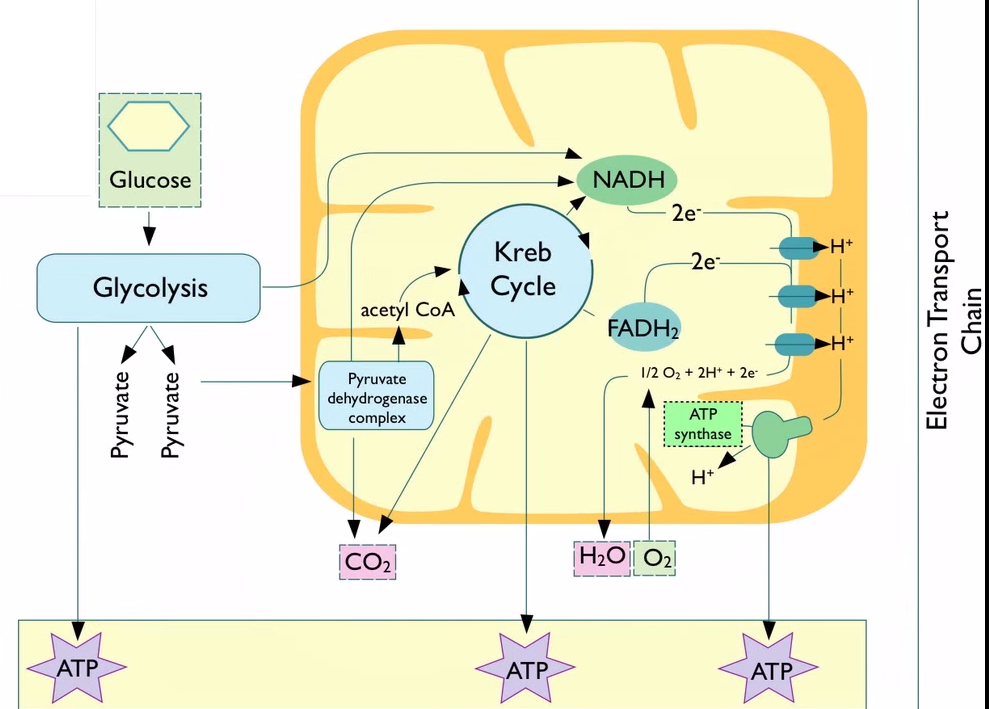 Glucose
Glycolysis
Pyruvate
Pyruvate
NADH
2e-
2e-
Kreb
Cycle
acetyl CoA
FADH₂
Pyruvate
dehydrogenase
complex
1/2 O₂ + 2H⁺ + 2e-
H⁺
H⁺
H⁺
ATP
synthase
H⁺
CO₂
H₂O
O₂
ATP
ATP
ATP
Electron Transport
Chain